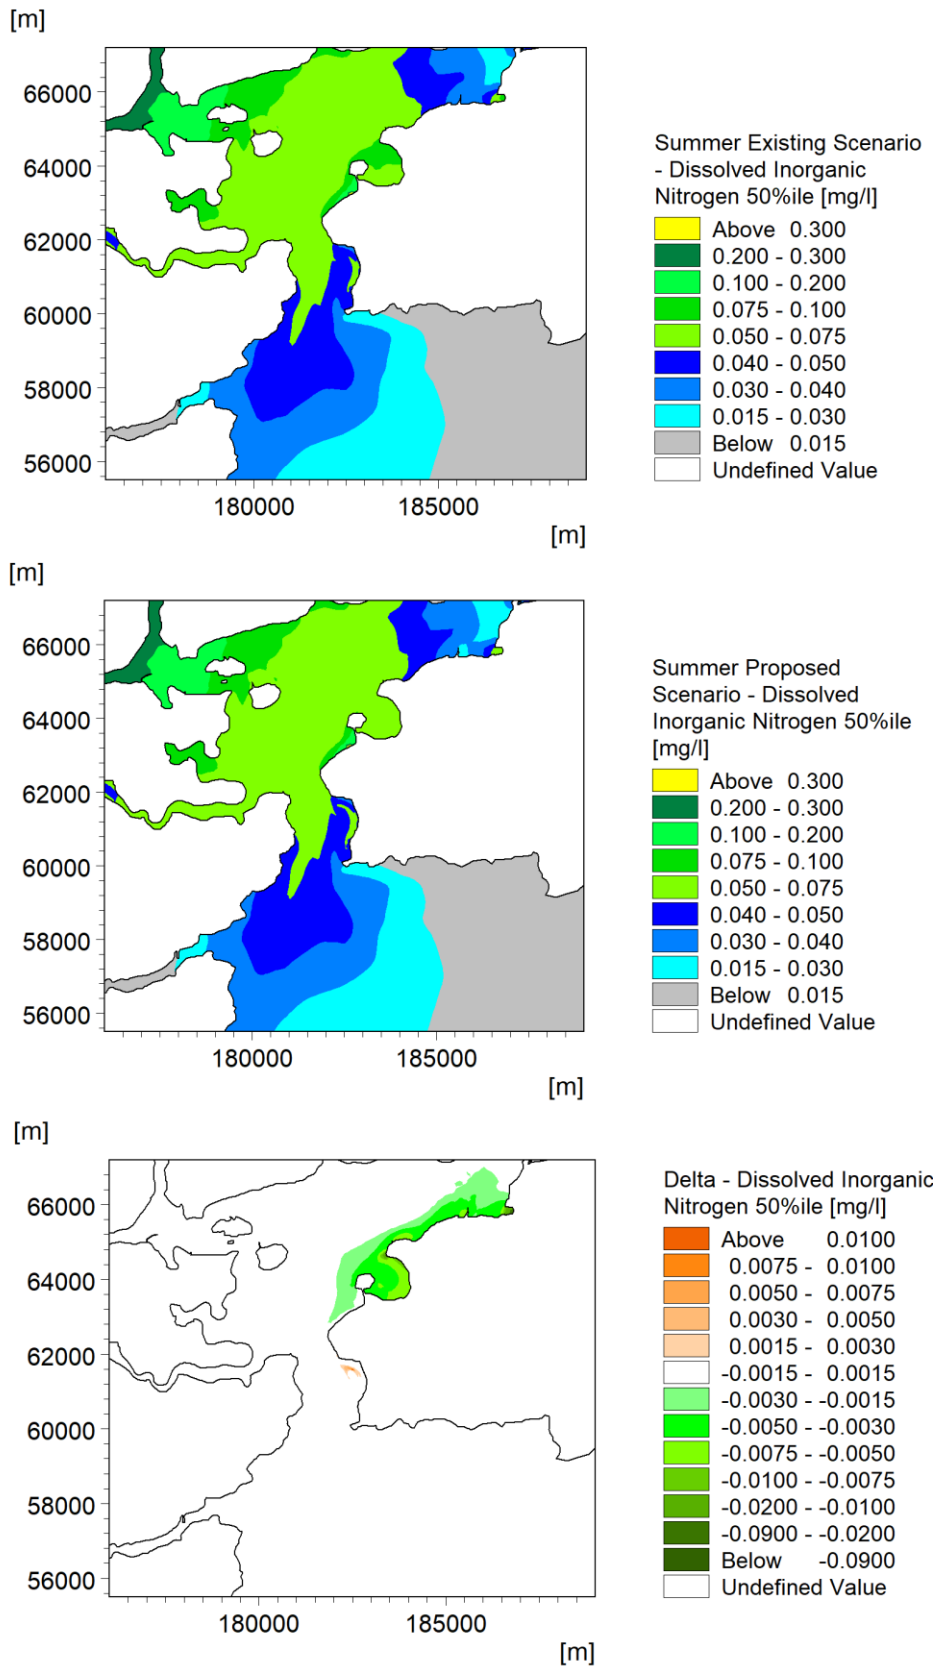 [m]
66000
64000
62000
60000
58000
56000
180000 185000
[m]
Summer Existing Scenario
- Dissolved Inorganic
Nitrogen 50%ile [mg/l]
Above 0.300
0.200 - 0.300
0.100 - 0.200
0.075 - 0.100
0.050 - 0.075
0.040 - 0.050
0.030 - 0.040
0.015 - 0.030
Below 0.015
Undefined Value
[m]
66000
64000
62000
60000
58000
56000
180000 185000
[m]
Summer Proposed
Scenario - Dissolved
Inorganic Nitrogen 50%ile
[mg/l]
Above 0.300
0.200 - 0.300
0.100 - 0.200
0.075 - 0.100
0.050 - 0.075
0.040 - 0.050
0.030 - 0.040
0.015 - 0.030
Below 0.015
Undefined Value
[m]
66000
64000
62000
60000
58000
56000
180000 185000
[m]
Delta - Dissolved Inorganic
Nitrogen 50%ile [mg/l]
Above 0.0100
0.0075 - 0.0100
0.0050 - 0.0075
0.0030 - 0.0050
0.0015 - 0.0030
-0.0015 - 0.0015
-0.0030 - -0.0015
-0.0050 - -0.0030
-0.0075 - -0.0050
-0.0100 - -0.0075
-0.0200 - -0.0100
-0.0900 - -0.0200
Below -0.0900
Undefined Value